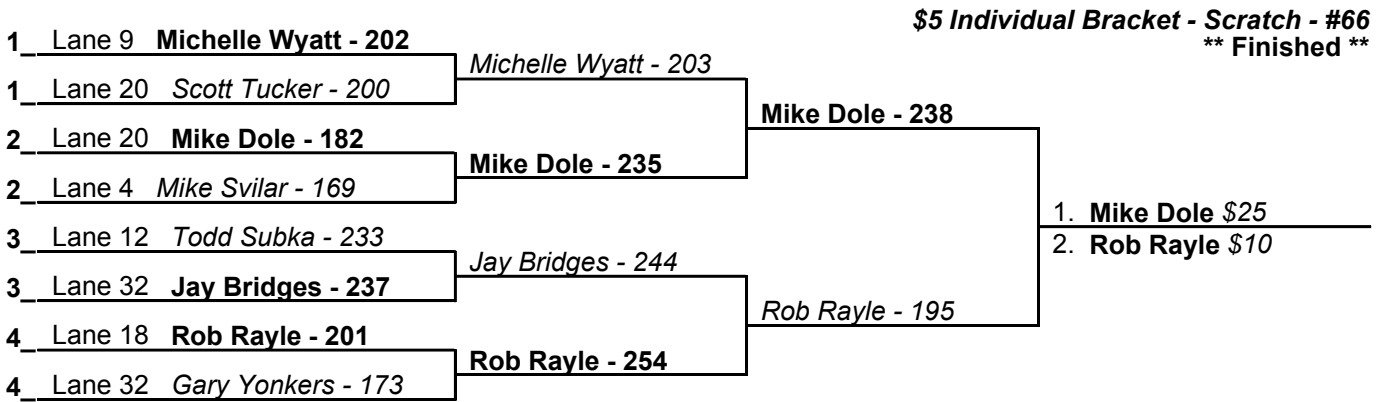 $5 Individual Bracket - Scratch - #66
** Finished **
1_ Lane 9 Michelle Wyatt - 202
1_ Lane 20 Scott Tucker - 200
2_ Lane 20 Mike Dole - 182
2_ Lane 4 Mike Svilar - 169
3_ Lane 12 Todd Subka - 233
3_ Lane 32 Jay Bridges - 237
4_ Lane 18 Rob Rayle - 201
4_ Lane 32 Gary Yonkers - 173
Michelle Wyatt - 203
Mike Dole - 235
Jay Bridges - 244
Rob Rayle - 254
Mike Dole - 238
Rob Rayle - 195
1. Mike Dole $25
2. Rob Rayle $10